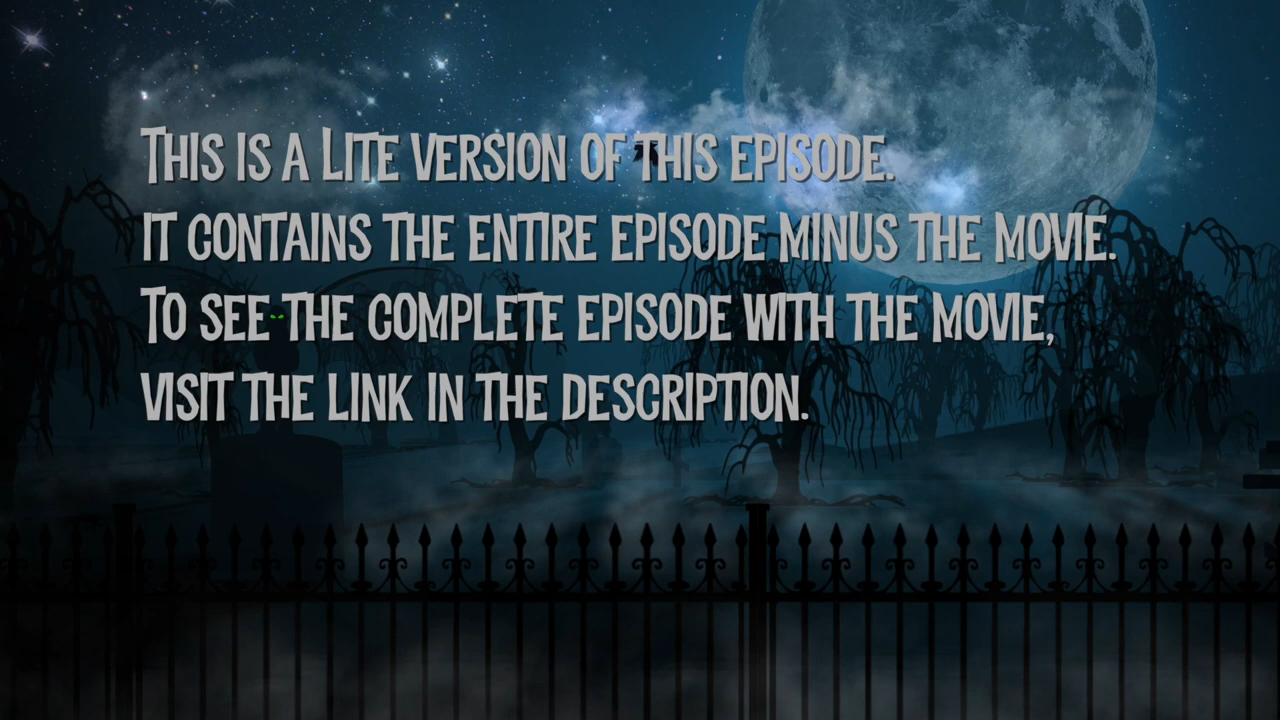 This is a Lite version of this episode.
It contains the entire episode minus the movie.
To see the complete episode with the movie,
visit the link in the description.